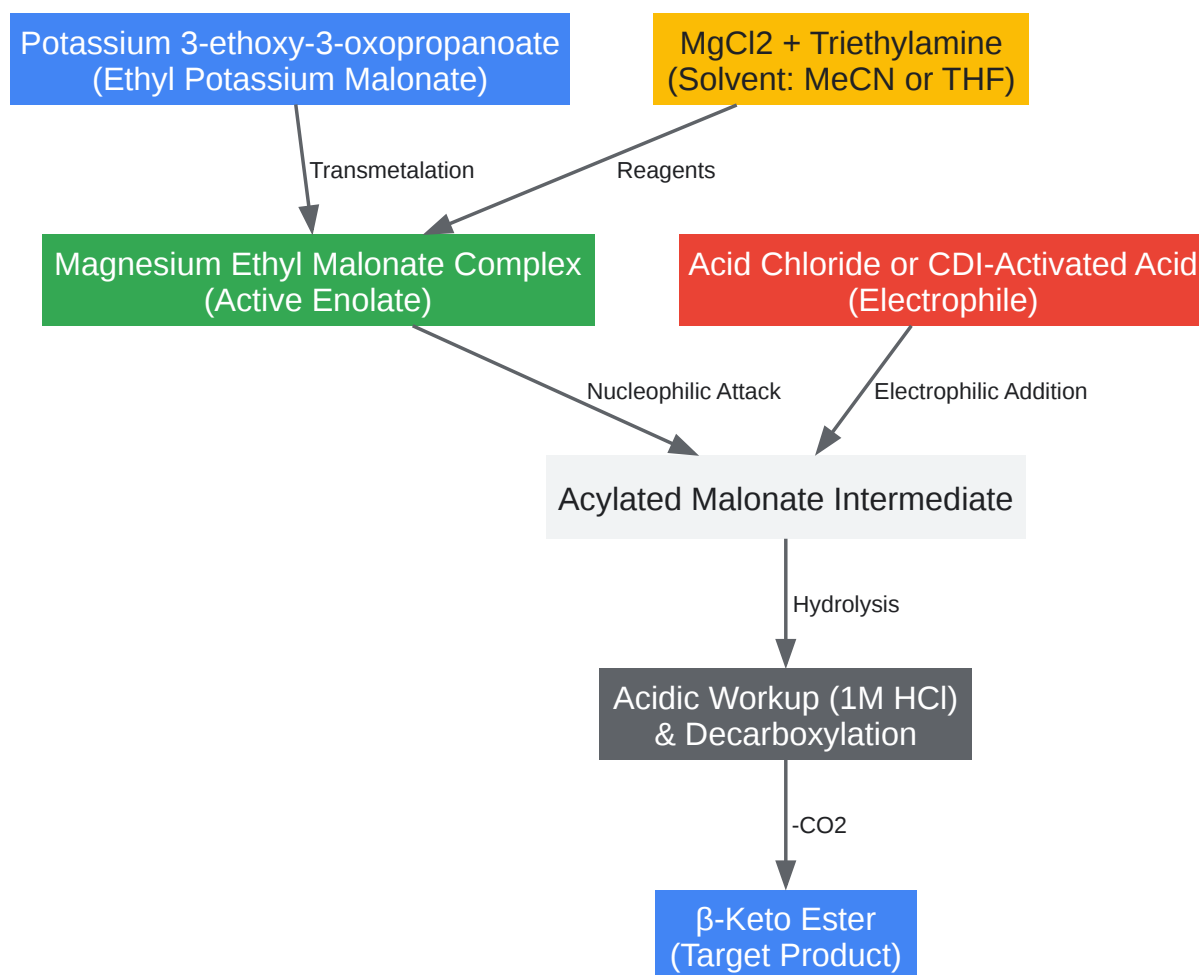 Potassium 3-ethoxy-3-oxopropanoate
(Ethyl Potassium Malonate)
MgCl2 + Triethylamine
(Solvent: MeCN or THF)
Transmetalation
Reagents
Magnesium Ethyl Malonate Complex
(Active Enolate)
Acid Chloride or CDI-Activated Acid
(Electrophile)
Nucleophilic Attack
Electrophilic Addition
Acylated Malonate Intermediate
Hydrolysis
Acidic Workup (1M HCl)
& Decarboxylation
-CO2
β-Keto Ester
(Target Product)